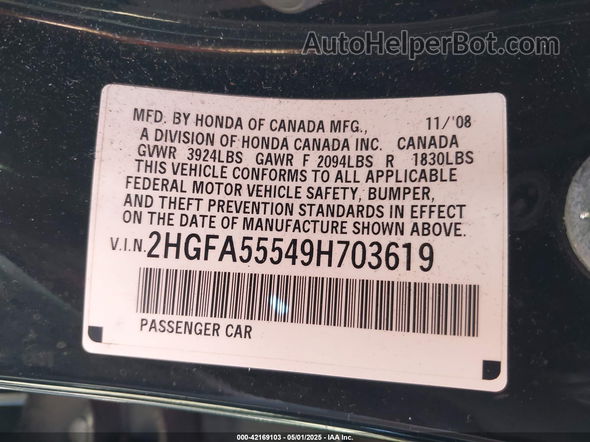 AutoHelperBot.com
MFD. BY HONDA OF CANADA MFG., 11/'08
A DIVISION OF HONDA CANADA INC. CANADA
GVWR 3924LBS GAWR F 2094LBS R 1830LBS
THIS VEHICLE CONFORMS TO ALL APPLICABLE
FEDERAL MOTOR VEHICLE SAFETY, BUMPER,
AND THEFT PREVENTION STANDARDS IN EFFECT
ON THE DATE OF MANUFACTURE SHOWN ABOVE.
V.I.N. 2HGFA55549H703619
PASSENGER CAR
000-42169103 - 05/01/2025 - IAA Inc.